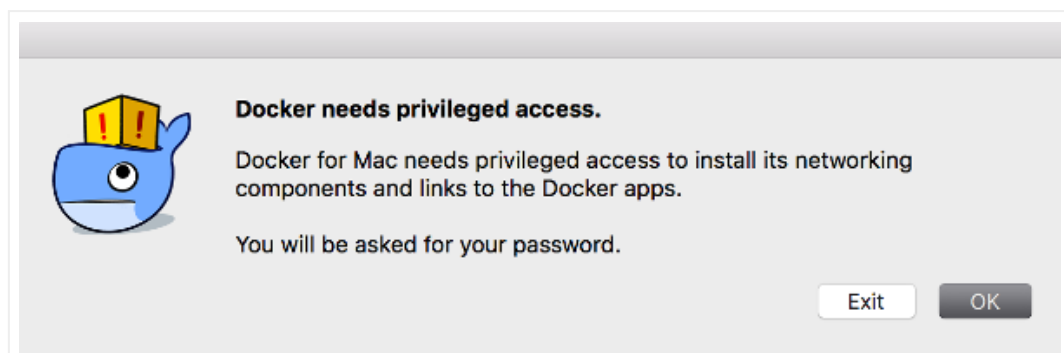 Docker needs privileged access.
Docker for Mac needs privileged access to install its networking
components and links to the Docker apps.
You will be asked for your password.
Exit
OK